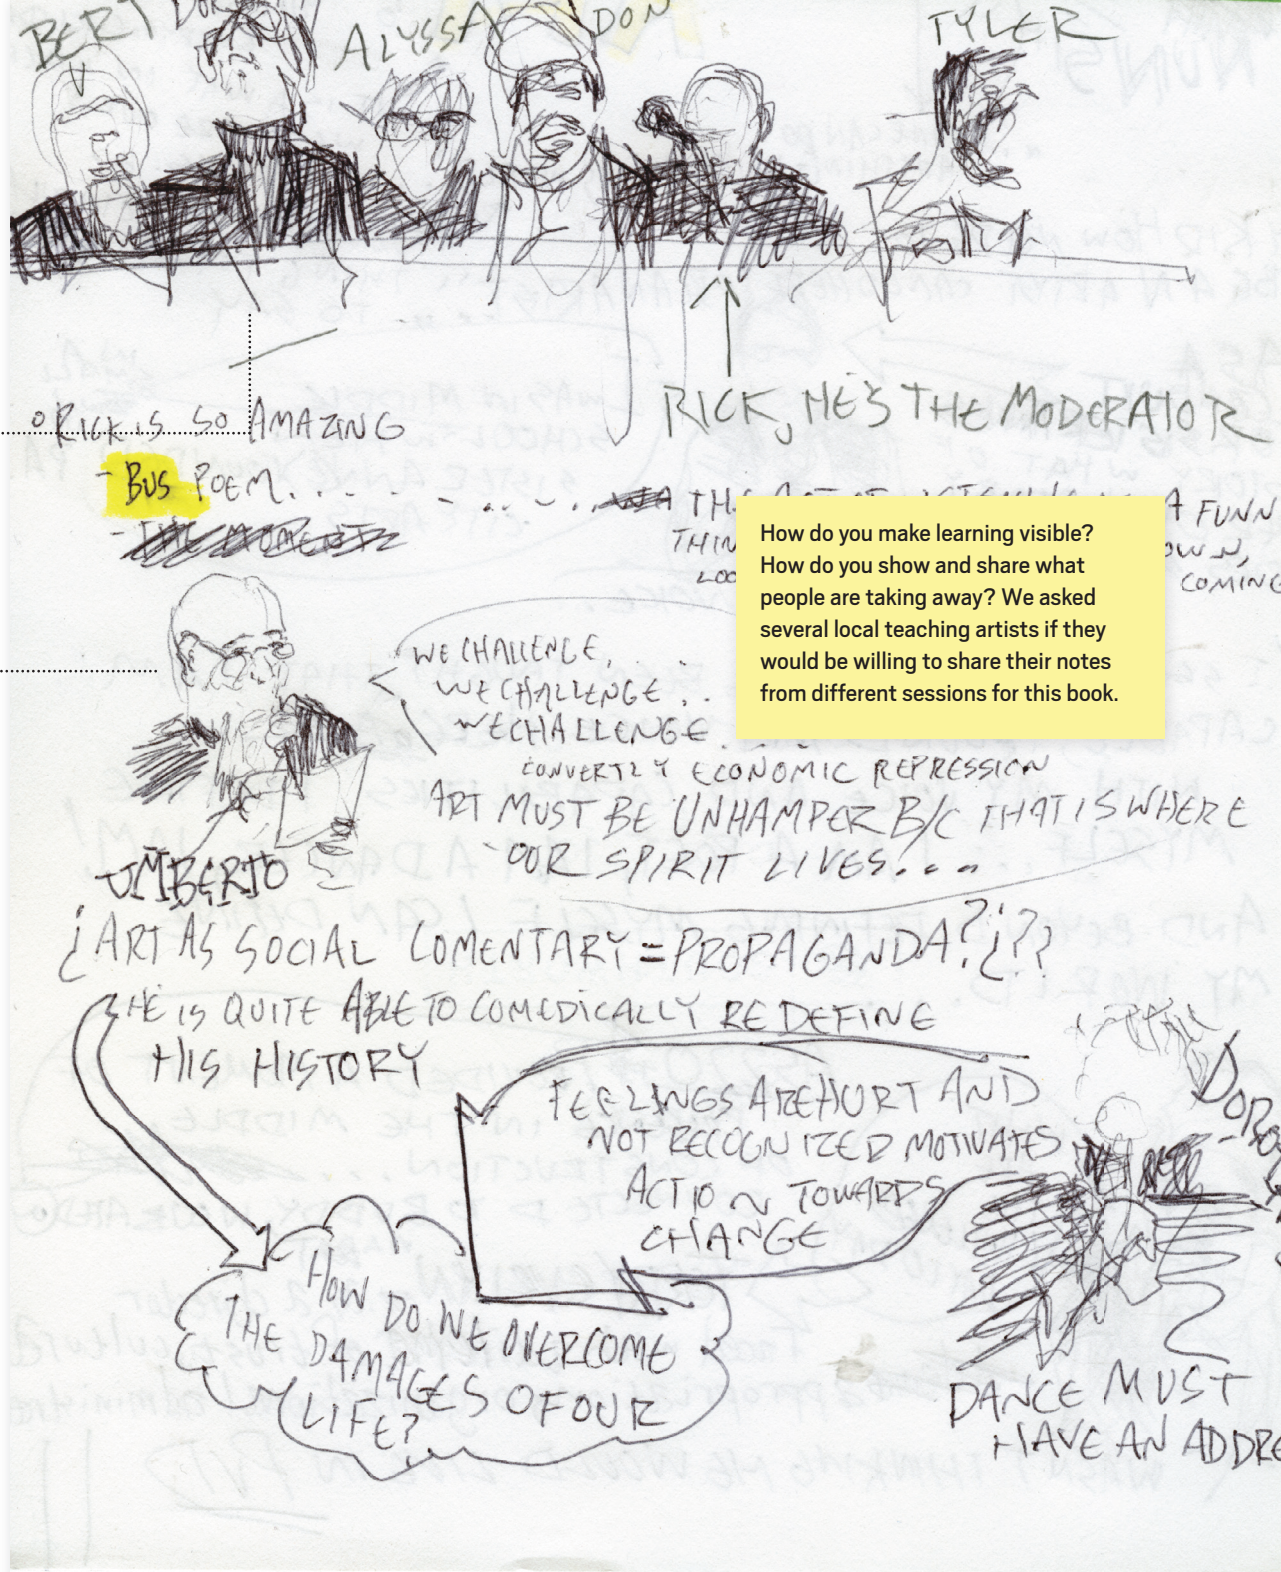 BERT
ALYSSA
DON
TYLER
RICK, HE'S THE MODERATOR
RICK IS SO AMAZING
- BUS POEM
A FUNN
COMING
How do you make learning visible?
How do you show and share what
people are taking away? We asked
several local teaching artists if they
would be willing to share their notes
from different sessions for this book.
WE CHALLENGE,
WE CHALLENGE..
WE CHALLENGE.
CONVERTLY ECONOMIC REPRESSION
ART MUST BE UNHAMPER B/C THAT IS WHERE
OUR SPIRIT LIVES....
UMBERTO
¿ART AS SOCIAL COMENTARY = PROPAGANDA?¿??
HE IS QUITE ABLE TO COMEDICALLY REDEFINE
HIS HISTORY
FEELINGS ARE HURT AND
NOT RECOGNIZED MOTIVATES
ACTION TOWARDS
CHANGE
HOW DO WE OVERCOME
THE DAMAGES OF OUR
LIFE?
DANCE MUST
HAVE AN ADDRE